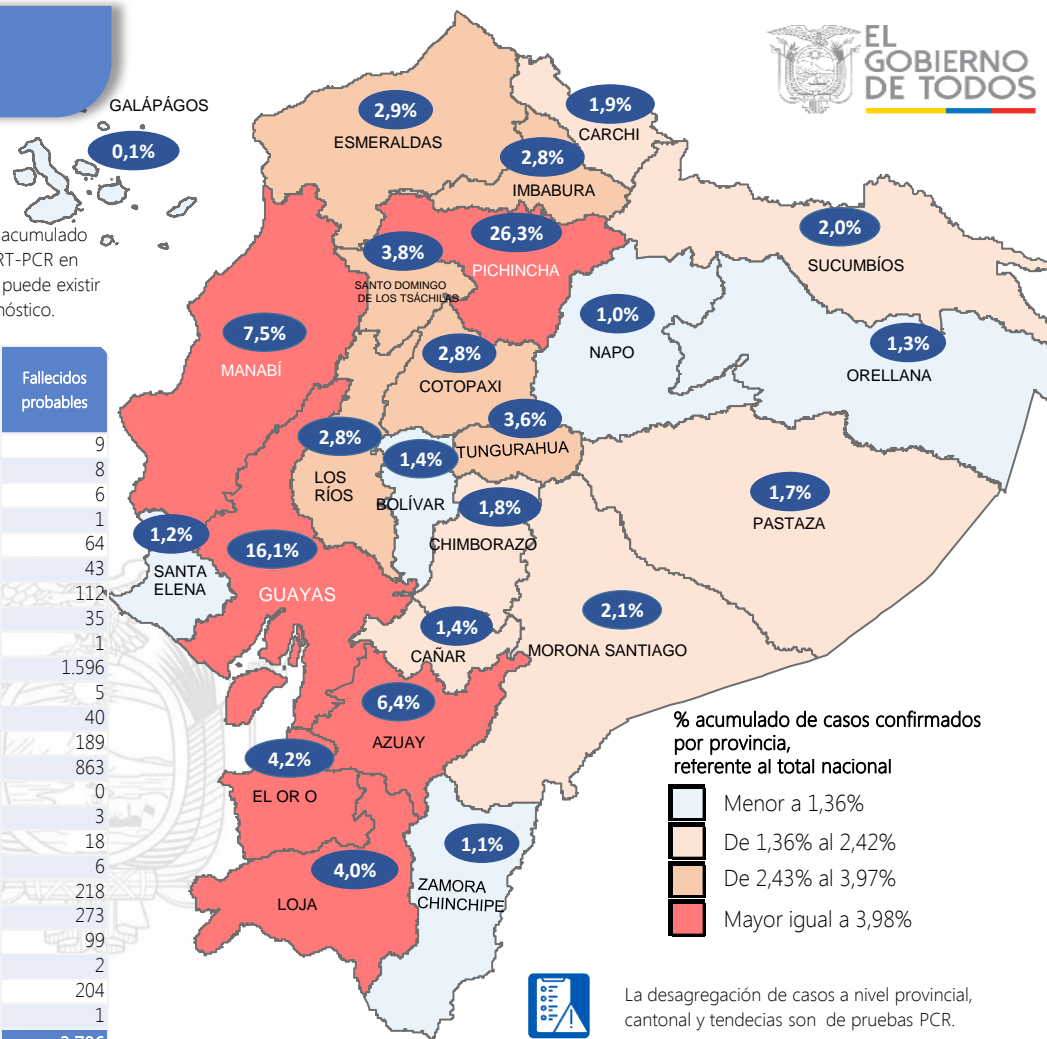 EL
GOBIERNO
DE TODOS
GALÁPÁGOS
0,1%
acumulado
RT-PCR en
puede existir
nóstico.
2,9%
ESMERALDAS
1,9%
CARCHI
2,8%
IMBABURA
26,3%
PICHINCHA
3,8%
SANTO DOMINGO
DE LOS TSÁCHILAS
2,0%
SUCUMBÍOS
7,5%
MANABÍ
1,0%
NAPO
1,3%
ORELLANA
2,8%
COTOPAXI
3,6%
TUNGURAHUA
2,8%
LOS
RÍOS
1,4%
BOLÍVAR
1,8%
CHIMBORAZO
1,7%
PASTAZA
1,2%
SANTA
ELENA
16,1%
GUAYAS
1,4%
CAÑAR
2,1%
MORONA SANTIAGO
6,4%
AZUAY
4,2%
EL OR O
4,0%
LOJA
1,1%
ZAMORA
CHINCHIPE
Fallecidos
probables
9
8
6
1
64
43
112
35
1
1.596
5
40
189
863
0
3
18
6
218
273
99
2
204
1
% acumulado de casos confirmados
por provincia,
referente al total nacional
Menor a 1,36%
De 1,36% al 2,42%
De 2,43% al 3,97%
Mayor igual a 3,98%
La desagregación de casos a nivel provincial,
cantonal y tendecias son de pruebas PCR.